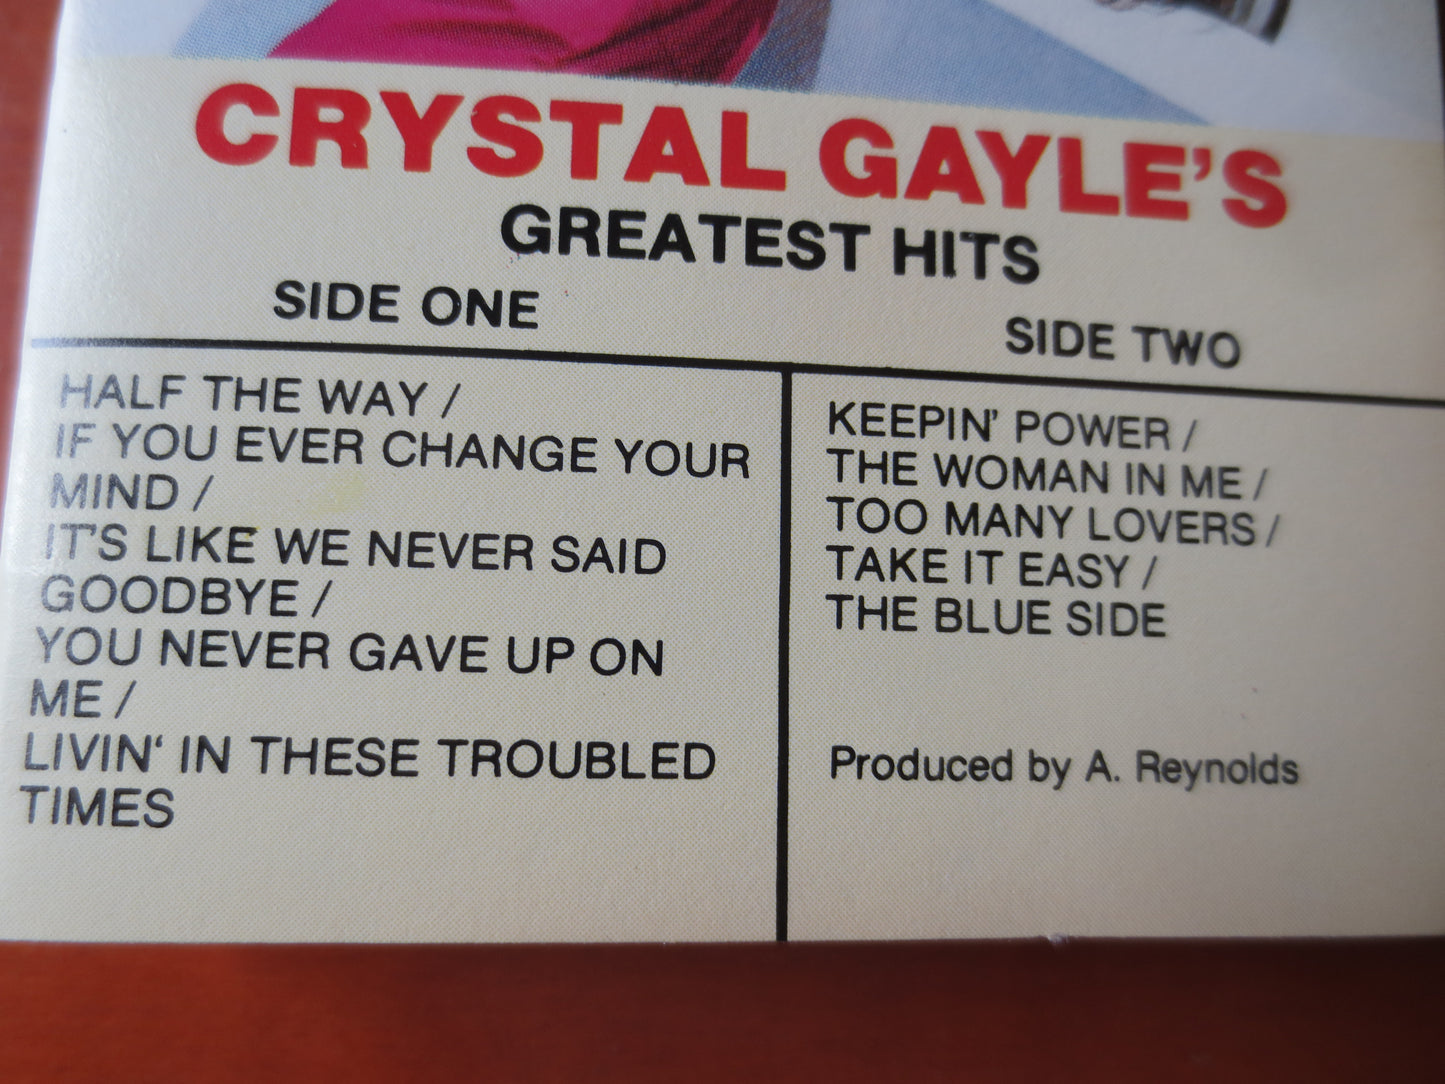 CRYSTAL GAYLE'S
GREATEST HITS
SIDE ONE
HALF THE WAY /
IF YOU EVER CHANGE YOUR
MIND /
IT'S LIKE WE NEVER SAID
GOODBYE /
YOU NEVER GAVE UP ON
ME /
LIVIN' IN THESE TROUBLED
TIMES
SIDE TWO
KEEPIN' POWER /
THE WOMAN IN ME /
TOO MANY LOVERS /
TAKE IT EASY /
THE BLUE SIDE
Produced by A. Reynolds